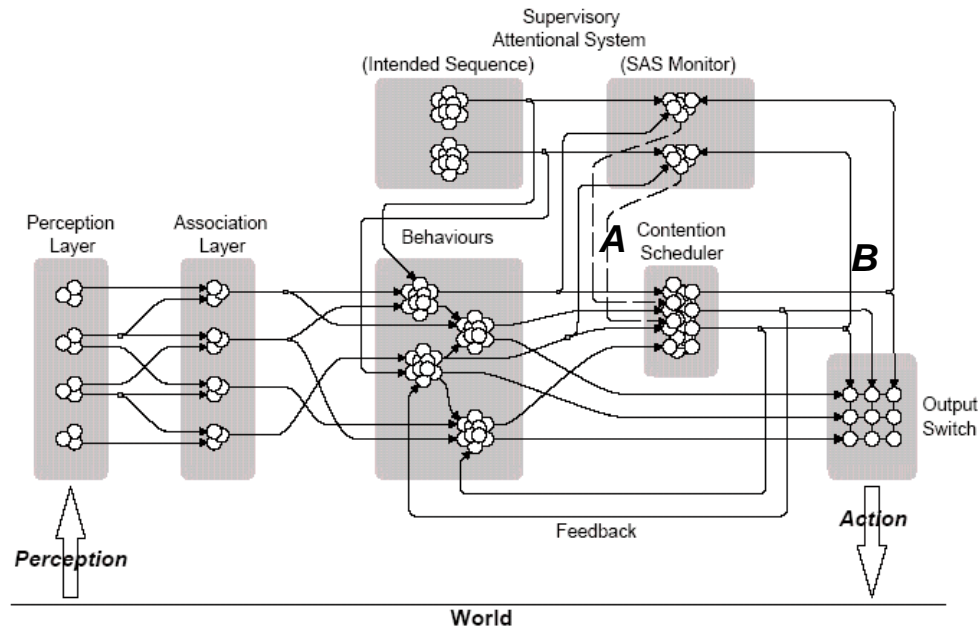 Supervisory
Attentional System
(Intended Sequence)
(SAS Monitor)
Perception
Layer
Association
Layer
Behaviours
A
Contention
Scheduler
B
Output
Switch
Feedback
Perception
Action
World